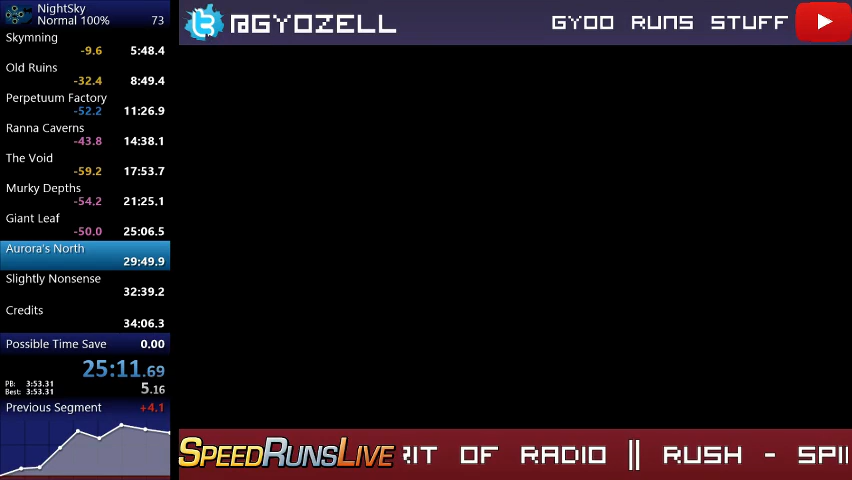 NightSky
Normal 100% 73
Skymning
-9.6 5:48.4
Old Ruins
-32.4 8:49.4
Perpetuum Factory
-52.2 11:26.9
Ranna Caverns
-43.8 14:38.1
The Void
-59.2 17:53.7
Murky Depths
-54.2 21:25.1
Giant Leaf
-50.0 25:06.5
Aurora's North
29:49.9
Slightly Nonsense
32:39.2
Credits
34:06.3
Possible Time Save 0.00
25:11.69
PB: 3:53.31
Best: 3:53.31
5.16
Previous Segment +4.1
@GYOZELL
GYOO RUNS STUFF
SPEEDRUNSLIVE
IT OF RADIO || RUSH - SPI